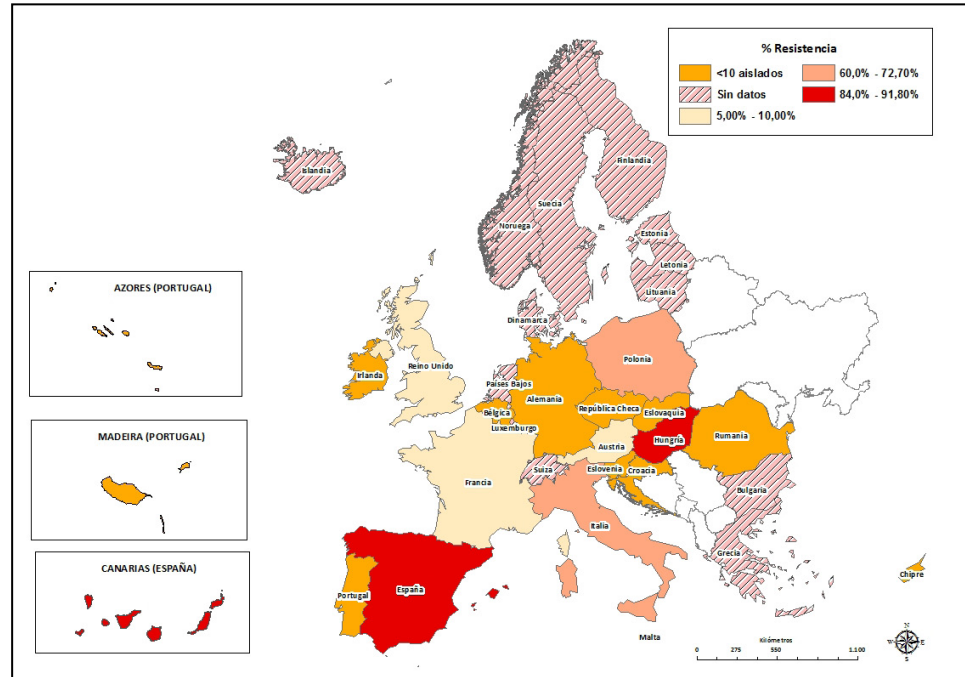 % Resistencia
<10 aislados
60,0% - 72,70%
Sin datos
84,0% - 91,80%
5,00% - 10,00%
Islandia
Finlandia
Suecia
Noruega
Estonia
Letonia
Lituania
Dinamarca
AZORES (PORTUGAL)
Irlanda
Reino Unido
Paises Bajos
Polonia
Alemania
Bélgica
República Checa
Luxemburgo
Eslovaquia
MADEIRA (PORTUGAL)
Austria
Hungría
Rumania
Suiza
Eslovenia
Croacia
Francia
Bulgaria
Italia
Grecia
CANARIAS (ESPAÑA)
Chipre
Portugal
España
Malta
Kilómetros
0 275 550 1.100
N
W E
S